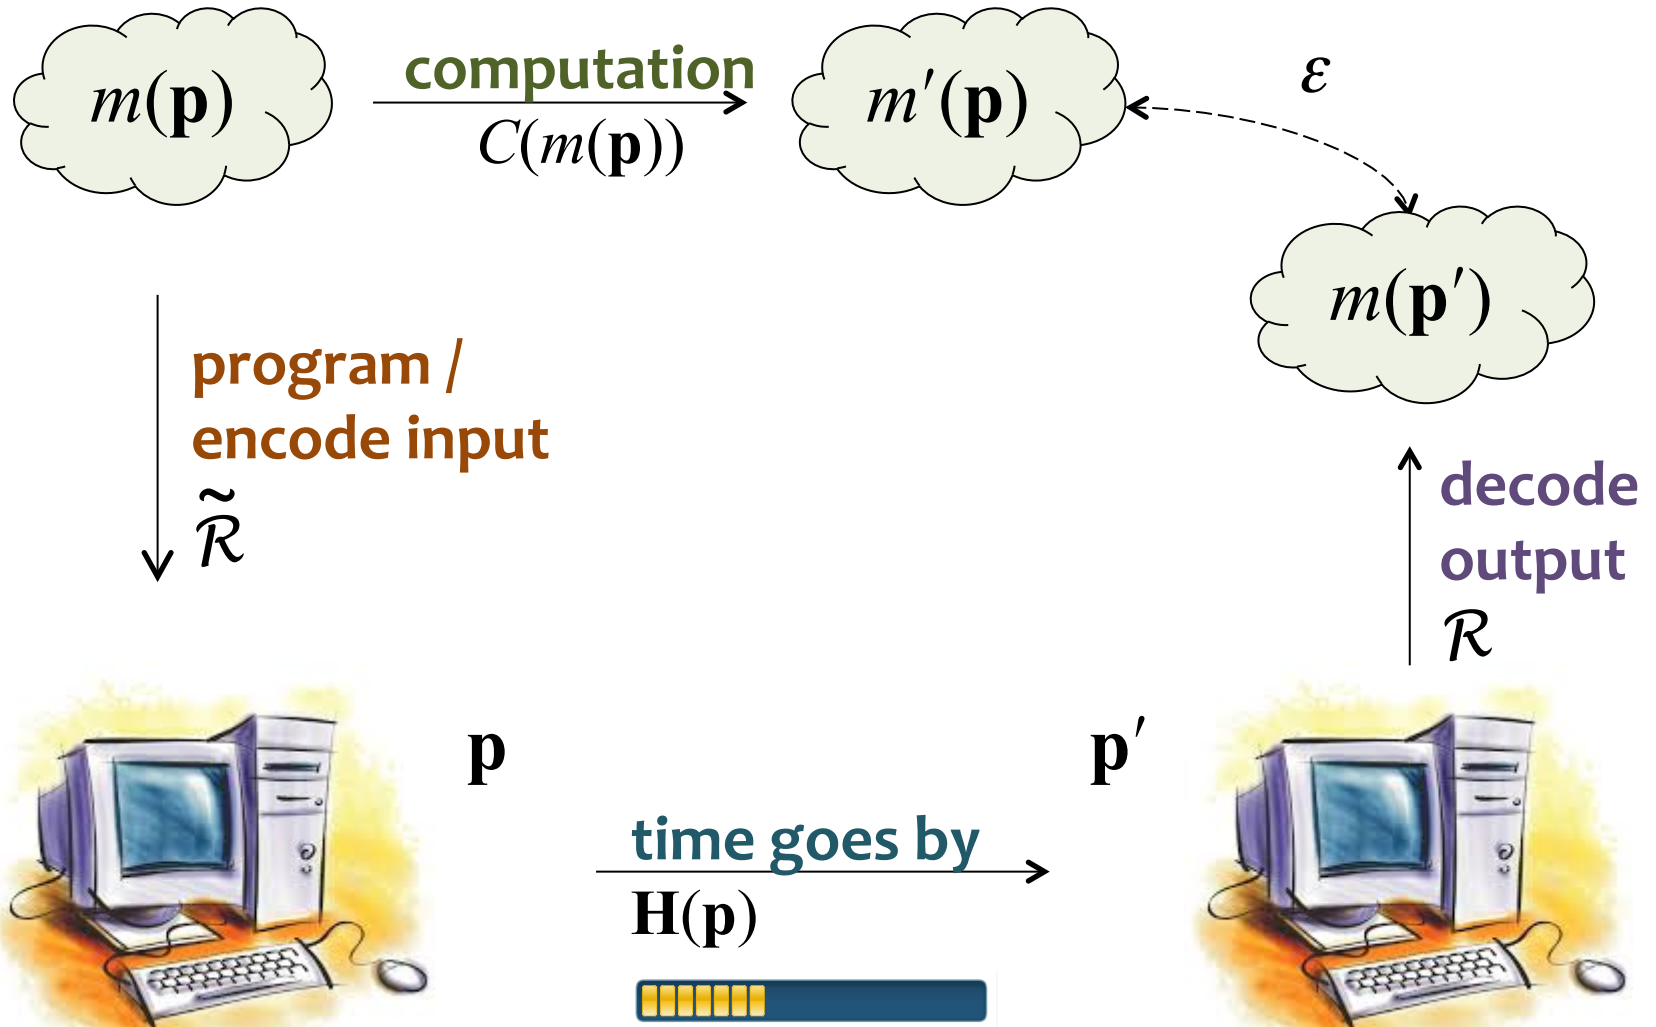 m(𝐩)
computation
C(m(𝐩))
m′(𝐩)
ε
m(𝐩′)
program /
encode input
ℛ̃
decode
output
ℛ
𝐩
𝐩′
time goes by
𝐇(𝐩)